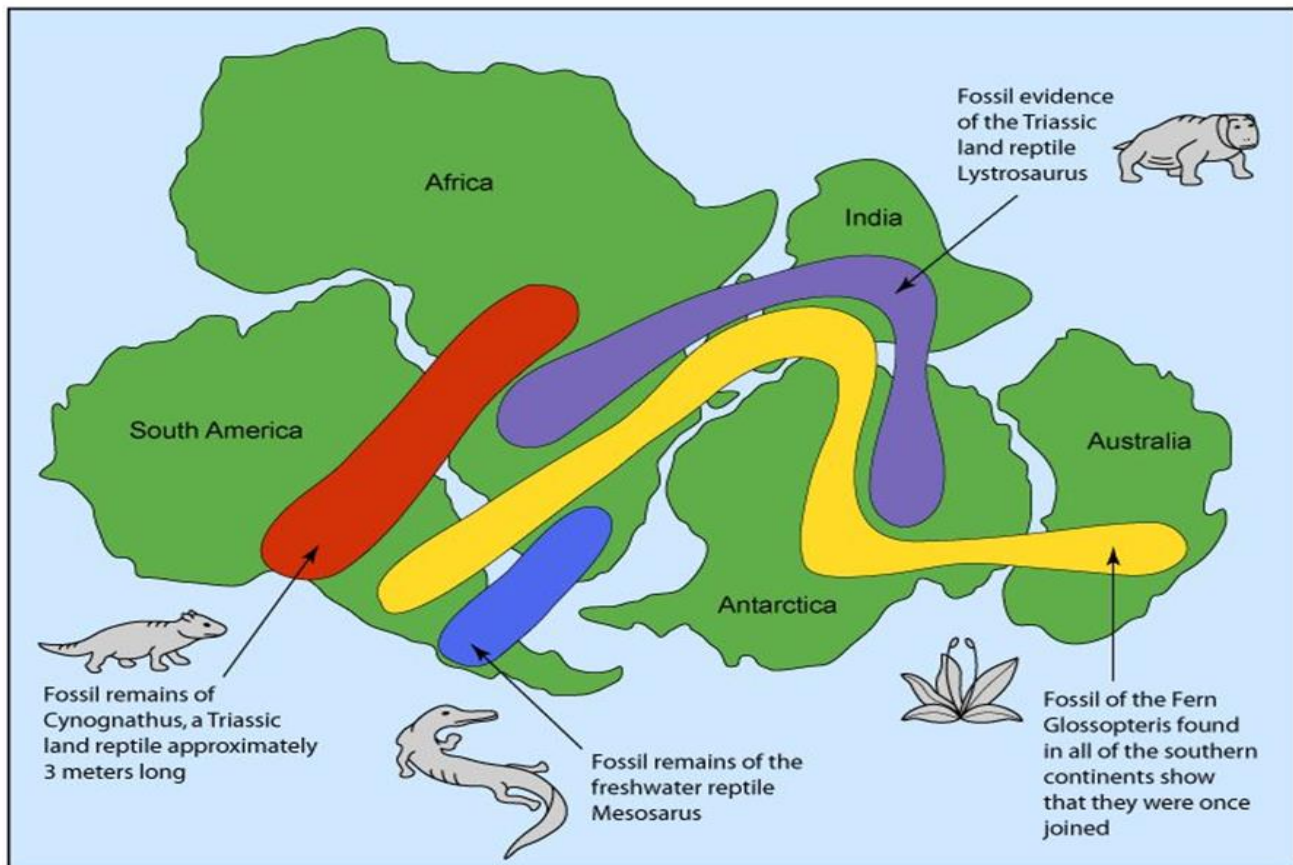 Fossil evidence
of the Triassic
land reptile
Lystrosaurus
Africa
India
South America
Australia
Antarctica
Fossil remains of
Cynognathus, a Triassic
land reptile approximately
3 meters long
Fossil remains of the
freshwater reptile
Mesosarus
Fossil of the Fern
Glossopteris found
in all of the southern
continents show
that they were once
joined